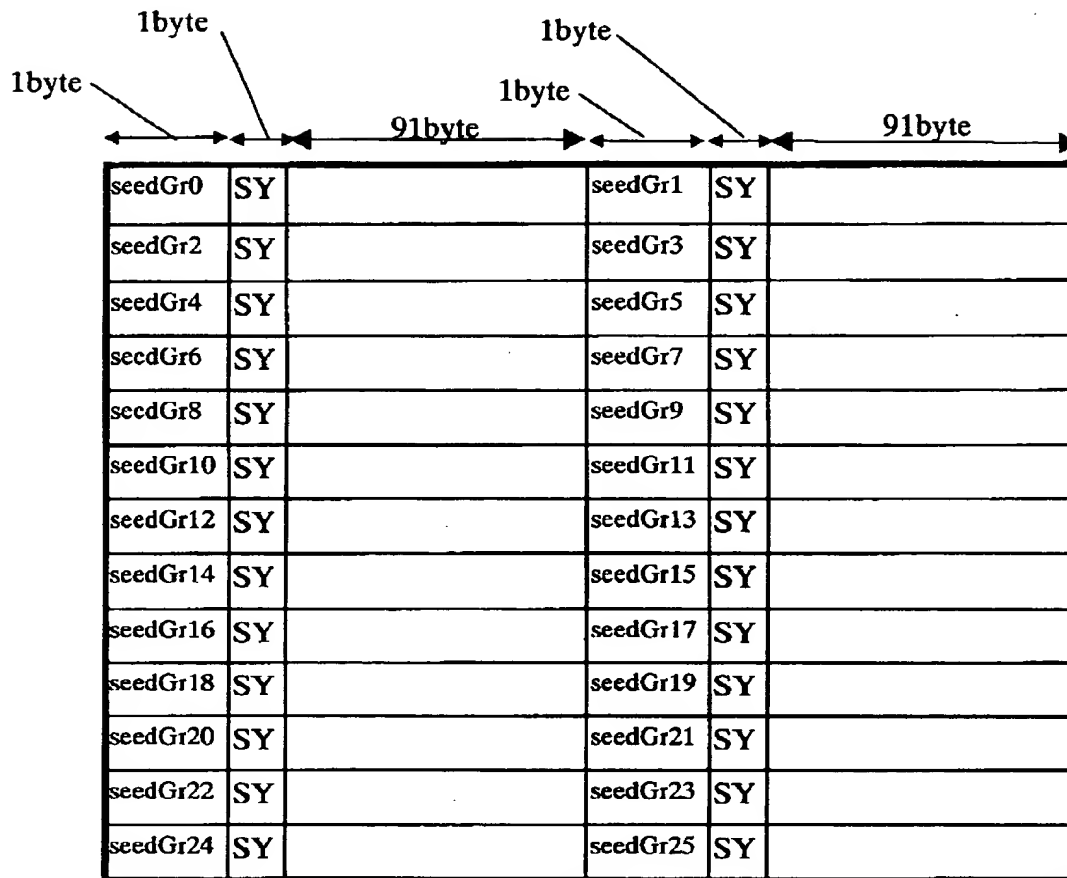 1byte
1byte
1byte
1byte
91byte
91byte
seedGr0 SY seedGr1 SY
seedGr2 SY seedGr3 SY
seedGr4 SY seedGr5 SY
seedGr6 SY seedGr7 SY
seedGr8 SY seedGr9 SY
seedGr10 SY seedGr11 SY
seedGr12 SY seedGr13 SY
seedGr14 SY seedGr15 SY
seedGr16 SY seedGr17 SY
seedGr18 SY seedGr19 SY
seedGr20 SY seedGr21 SY
seedGr22 SY seedGr23 SY
seedGr24 SY seedGr25 SY